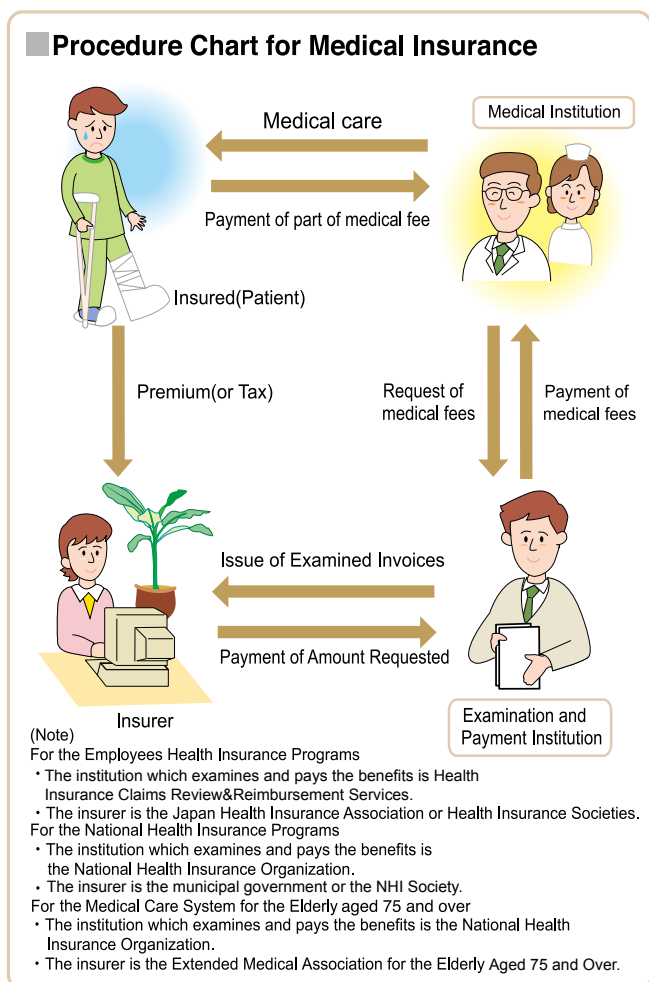 Procedure Chart for Medical Insurance
Medical Institution
Medical care
Payment of part of medical fee
Insured(Patient)
Premium(or Tax)
Request of
medical fees
Payment of
medical fees
Issue of Examined Invoices
Payment of Amount Requested
Insurer
Examination and
Payment Institution
(Note)
For the Employees Health Insurance Programs
・The institution which examines and pays the benefits is Health
Insurance Claims Review&Reimbursement Services.
・The insurer is the Japan Health Insurance Association or Health Insurance Societies.
For the National Health Insurance Programs
・The institution which examines and pays the benefits is
the National Health Insurance Organization.
・The insurer is the municipal government or the NHI Society.
For the Medical Care System for the Elderly aged 75 and over
・The institution which examines and pays the benefits is the National Health
Insurance Organization.
・The insurer is the Extended Medical Association for the Elderly Aged 75 and Over.